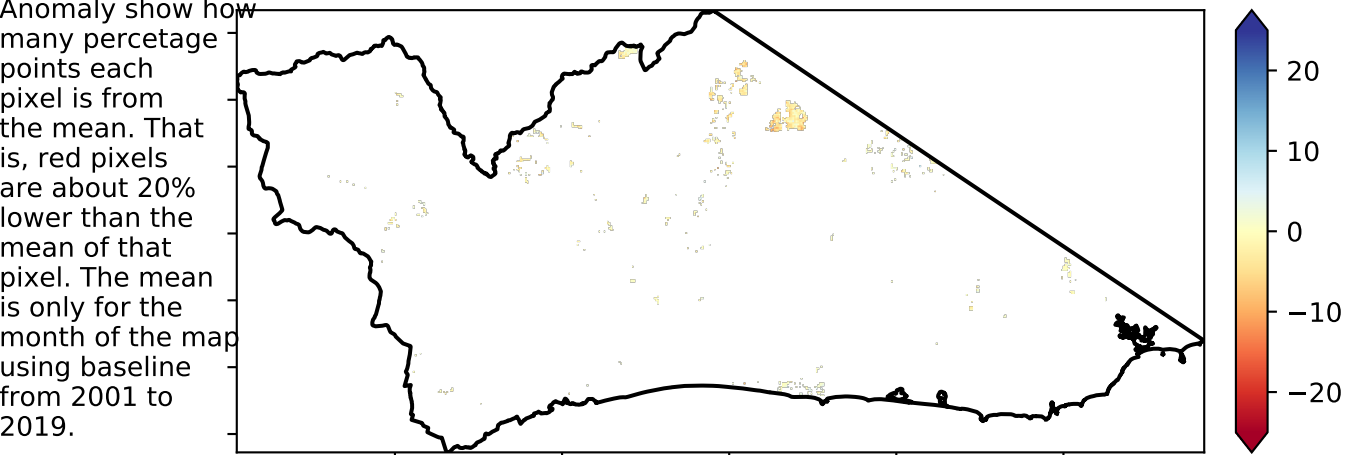 Anomaly show how
many percetage
points each
pixel is from
the mean. That
is, red pixels
are about 20%
lower than the
mean of that
pixel. The mean
is only for the
month of the map
using baseline
from 2001 to
2019.
20
10
0
−10
−20